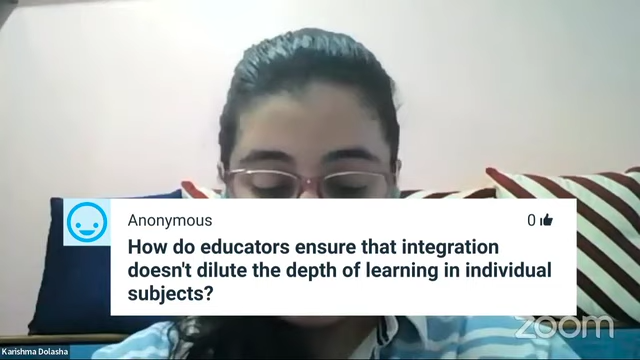 Anonymous
0
How do educators ensure that integration
doesn't dilute the depth of learning in individual
subjects?
zoom
Karishma Dolasha